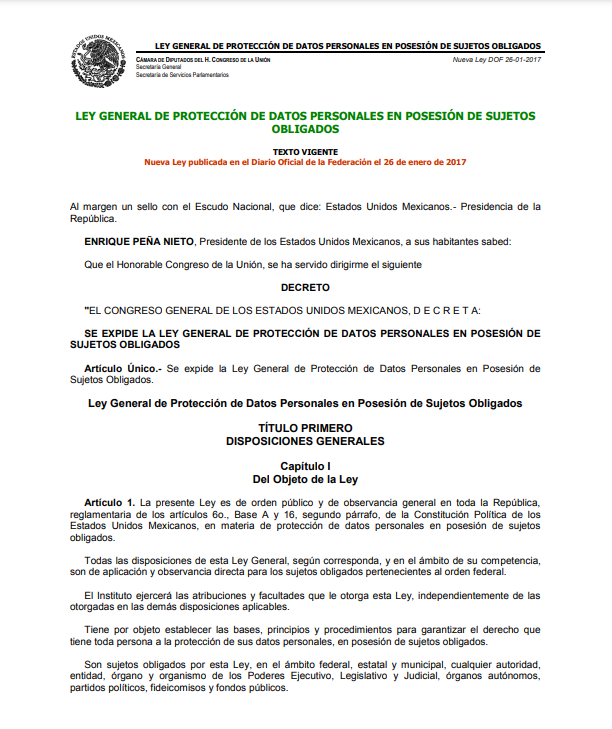 ESTADOS UNIDOS MEXICANOS
LEY GENERAL DE PROTECCIÓN DE DATOS PERSONALES EN POSESIÓN DE SUJETOS OBLIGADOS
CÁMARA DE DIPUTADOS DEL H. CONGRESO DE LA UNIÓN
Nueva Ley DOF 26-01-2017
Secretaría General
Secretaría de Servicios Parlamentarios
LEY GENERAL DE PROTECCIÓN DE DATOS PERSONALES EN POSESIÓN DE SUJETOS
OBLIGADOS
TEXTO VIGENTE
Nueva Ley publicada en el Diario Oficial de la Federación el 26 de enero de 2017
Al margen un sello con el Escudo Nacional, que dice: Estados Unidos Mexicanos.- Presidencia de la
República.
ENRIQUE PEÑA NIETO, Presidente de los Estados Unidos Mexicanos, a sus habitantes sabed:
Que el Honorable Congreso de la Unión, se ha servido dirigirme el siguiente
DECRETO
"EL CONGRESO GENERAL DE LOS ESTADOS UNIDOS MEXICANOS, D E C R E T A:
SE EXPIDE LA LEY GENERAL DE PROTECCIÓN DE DATOS PERSONALES EN POSESIÓN DE
SUJETOS OBLIGADOS
Artículo Único.- Se expide la Ley General de Protección de Datos Personales en Posesión de
Sujetos Obligados.
Ley General de Protección de Datos Personales en Posesión de Sujetos Obligados
TÍTULO PRIMERO
DISPOSICIONES GENERALES
Capítulo I
Del Objeto de la Ley
Artículo 1. La presente Ley es de orden público y de observancia general en toda la República,
reglamentaria de los artículos 6o., Base A y 16, segundo párrafo, de la Constitución Política de los
Estados Unidos Mexicanos, en materia de protección de datos personales en posesión de sujetos
obligados.
Todas las disposiciones de esta Ley General, según corresponda, y en el ámbito de su competencia,
son de aplicación y observancia directa para los sujetos obligados pertenecientes al orden federal.
El Instituto ejercerá las atribuciones y facultades que le otorga esta Ley, independientemente de las
otorgadas en las demás disposiciones aplicables.
Tiene por objeto establecer las bases, principios y procedimientos para garantizar el derecho que
tiene toda persona a la protección de sus datos personales, en posesión de sujetos obligados.
Son sujetos obligados por esta Ley, en el ámbito federal, estatal y municipal, cualquier autoridad,
entidad, órgano y organismo de los Poderes Ejecutivo, Legislativo y Judicial, órganos autónomos,
partidos políticos, fideicomisos y fondos públicos.